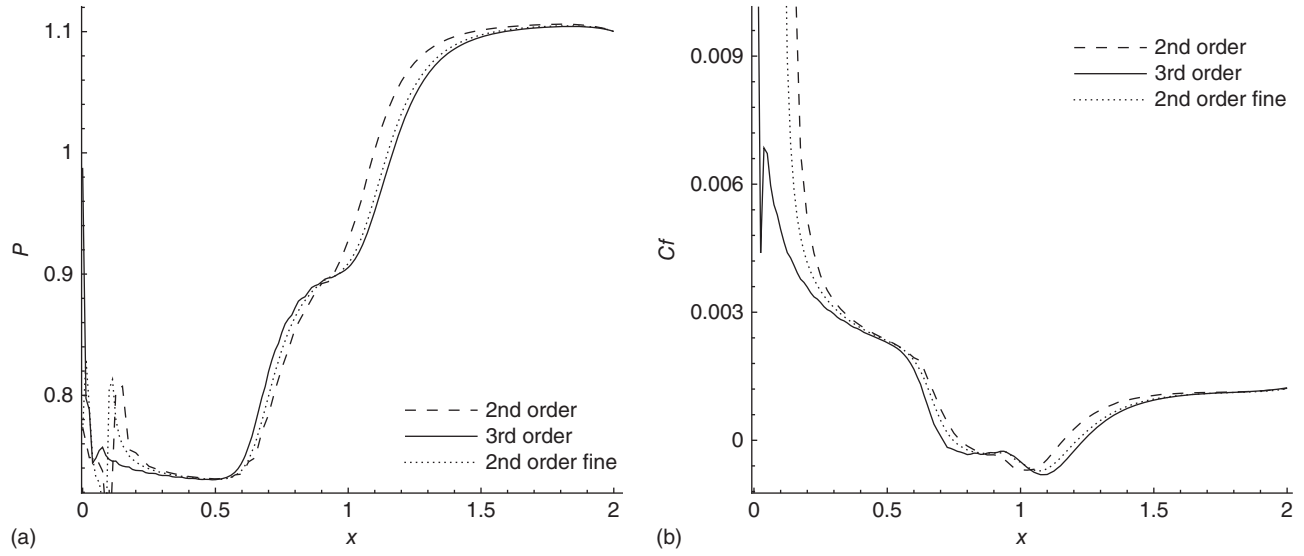 1.1
1
0.9
0.8
P
2nd order
3rd order
2nd order fine
0
0.5
1
1.5
2
x
(a)
0.009
0.006
0.003
0
Cf
2nd order
3rd order
2nd order fine
0
0.5
1
1.5
2
x
(b)